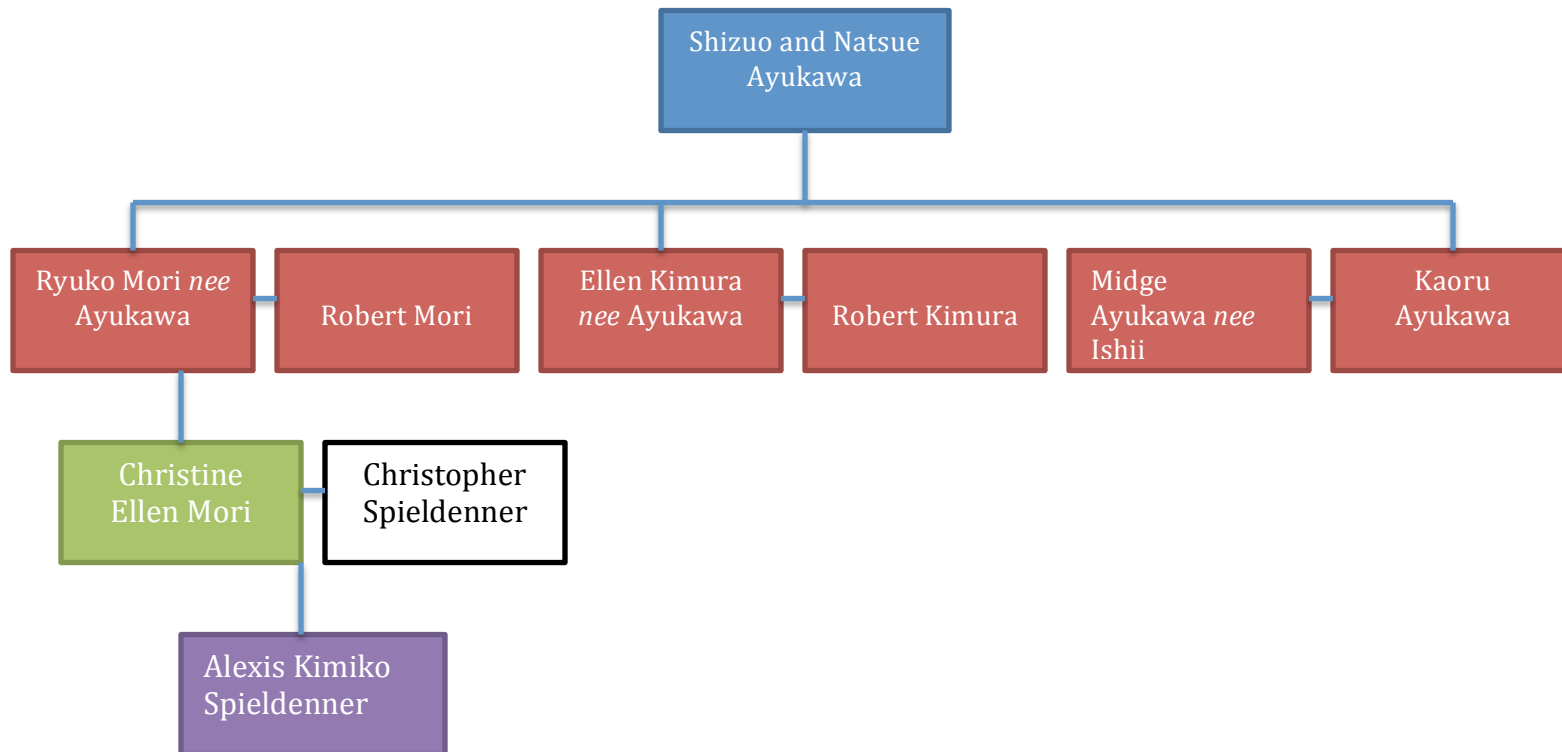 Shizuo and Natsue
Ayukawa
Ryuko Mori nee
Ayukawa
Robert Mori
Ellen Kimura
nee Ayukawa
Robert Kimura
Midge
Ayukawa nee
Ishii
Kaoru
Ayukawa
Christine
Ellen Mori
Christopher
Spieldenner
Alexis Kimiko
Spieldenner